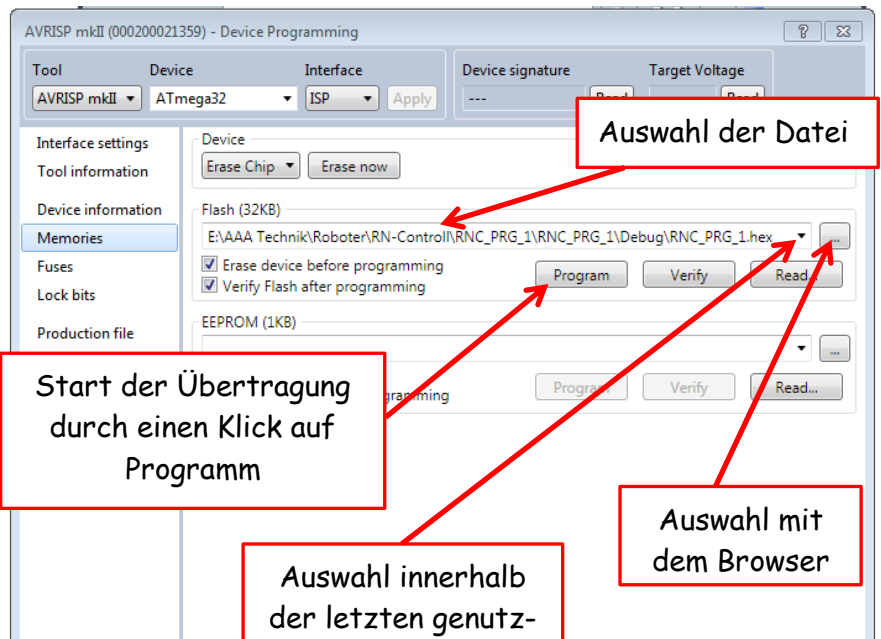 AVRISP mkII (000200021359) - Device Programming
Tool Device Interface Device signature Target Voltage
AVRISP mkII ATmega32 ISP Apply --- Read Read
Auswahl der Datei
Interface settings
Tool information
Device information
Memories
Fuses
Lock bits
Production file
Device
Erase Chip Erase now
Flash (32KB)
E:\AAA Technik\Roboter\RN-Controll\RNC_PRG_1\RNC_PRG_1\Debug\RNC_PRG_1.hex ...
Erase device before programming
Verify Flash after programming
Program Verify Read...
EEPROM (1KB)
...
Program Verify Read...
Start der Übertragung
durch einen Klick auf
Programm
Auswahl mit
dem Browser
Auswahl innerhalb
der letzten genutz-